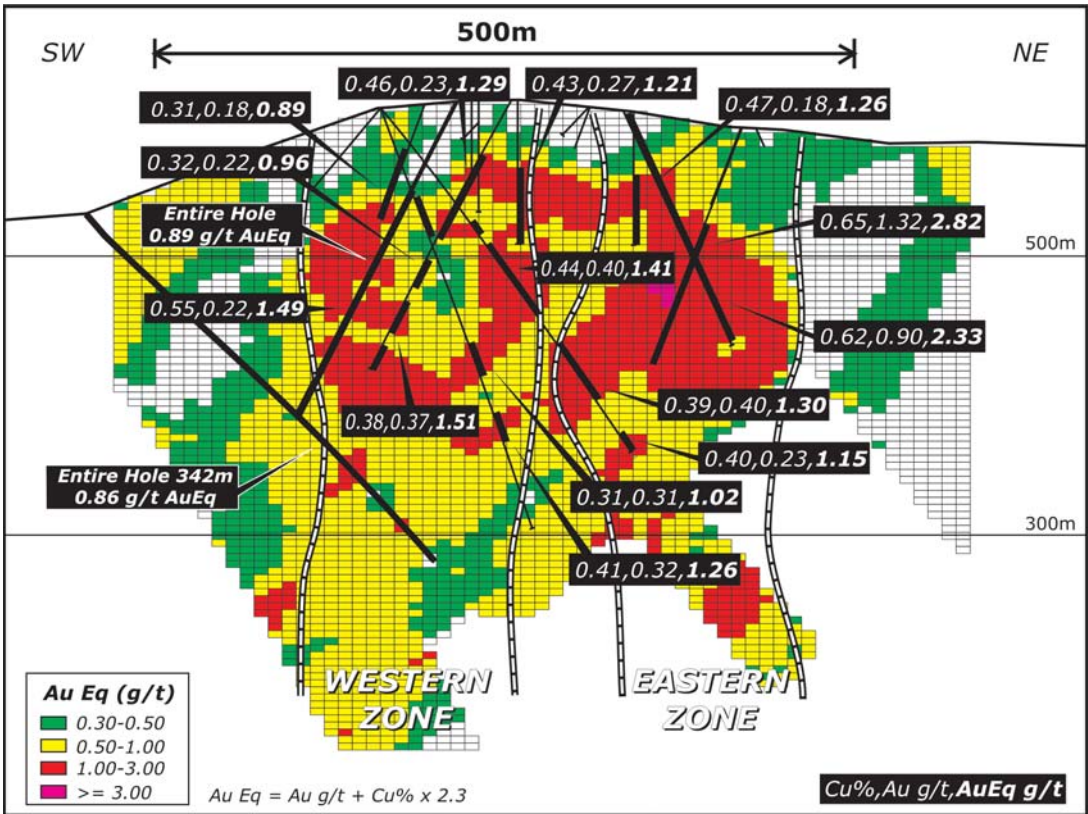 500m
SW
NE
0.46,0.23,1.29
0.43,0.27,1.21
0.31,0.18,0.89
0.47,0.18,1.26
0.32,0.22,0.96
Entire Hole
0.89 g/t AuEq
0.65,1.32,2.82
500m
0.44,0.40,1.41
0.55,0.22,1.49
0.62,0.90,2.33
0.39,0.40,1.30
0.38,0.37,1.51
0.40,0.23,1.15
Entire Hole 342m
0.86 g/t AuEq
0.31,0.31,1.02
300m
0.41,0.32,1.26
WESTERN
ZONE
EASTERN
ZONE
Au Eq (g/t)
0.30-0.50
0.50-1.00
1.00-3.00
>= 3.00
Au Eq = Au g/t + Cu% x 2.3
Cu%,Au g/t,AuEq g/t